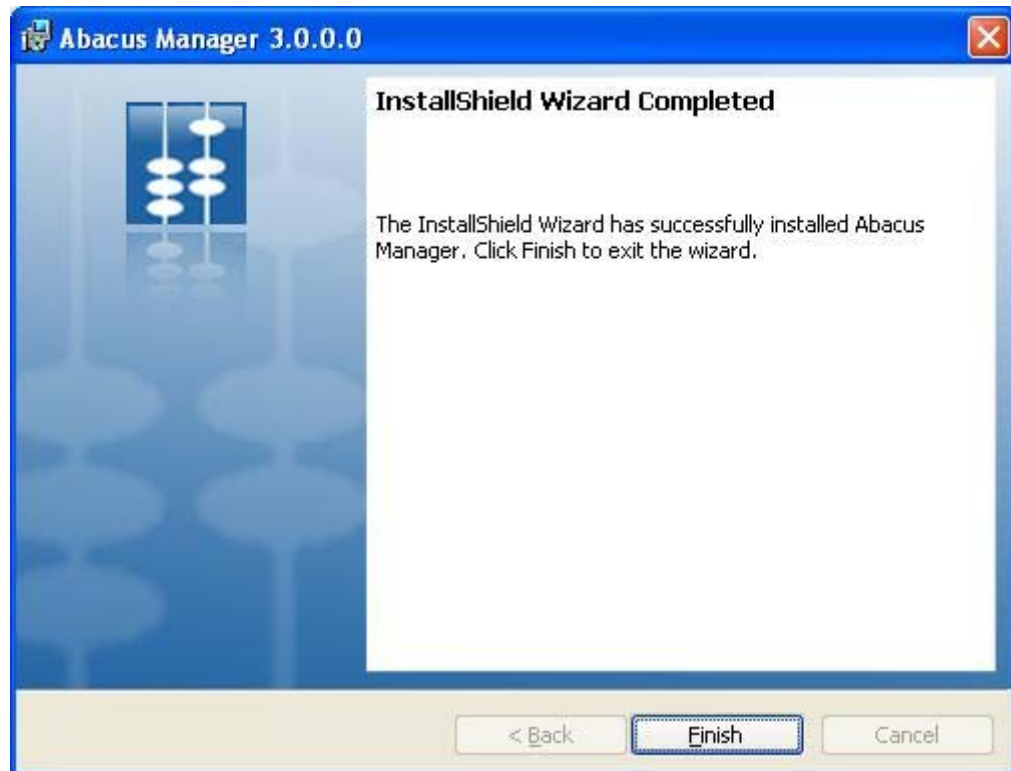 Abacus Manager 3.0.0.0
InstallShield Wizard Completed
The InstallShield Wizard has successfully installed Abacus
Manager. Click Finish to exit the wizard.
< Back
Finish
Cancel